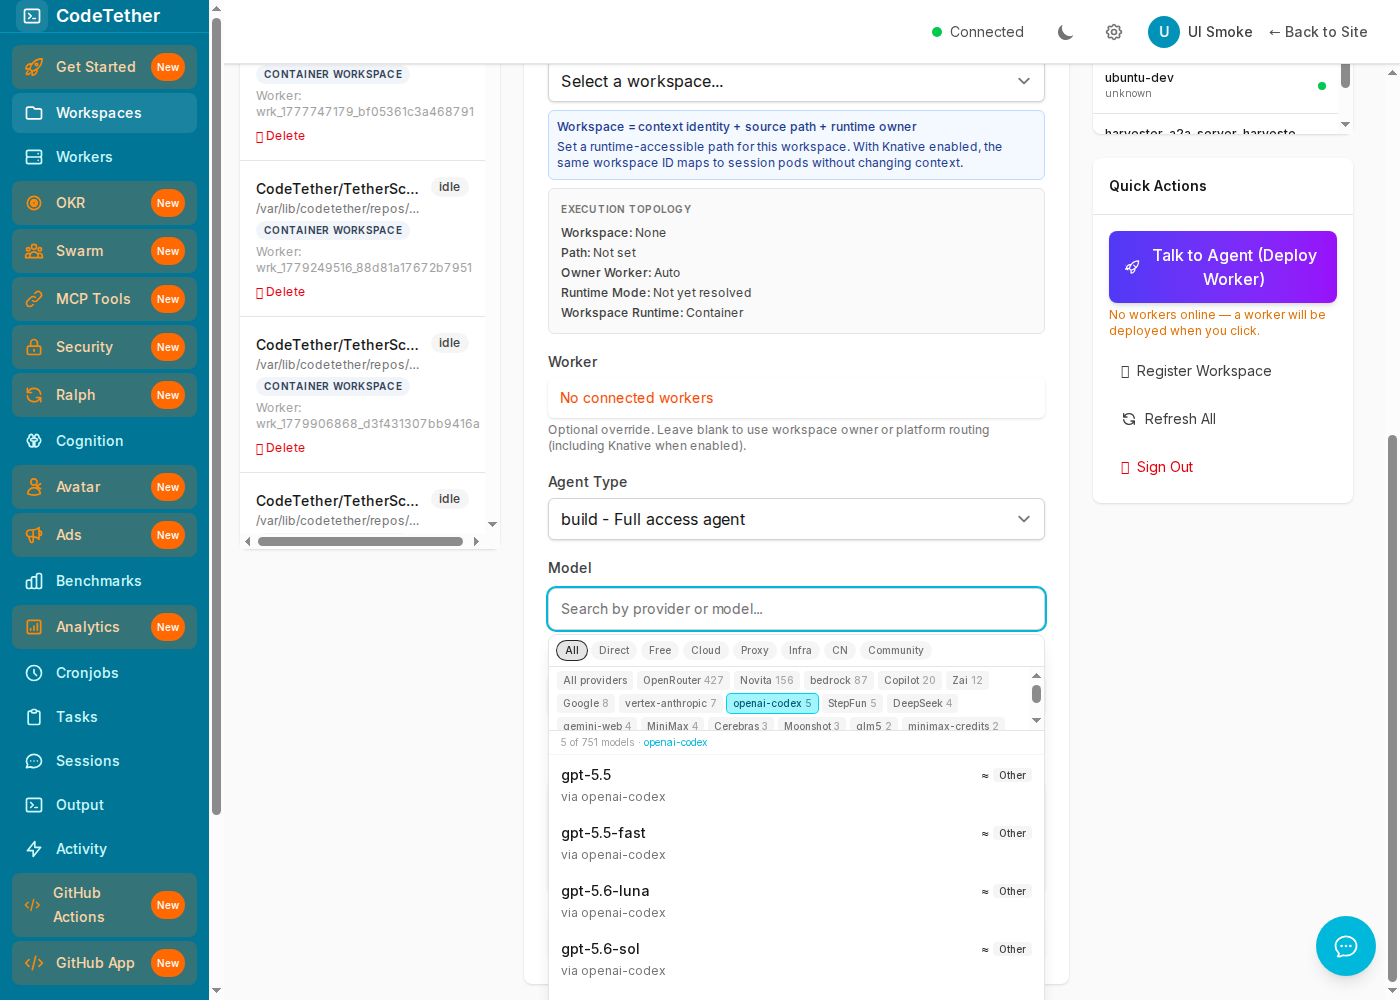 CodeTether
Get Started New
Workspaces
Workers
OKR New
Swarm New
MCP Tools New
Security New
Ralph New
Cognition
Avatar New
Ads New
Benchmarks
Analytics New
Cronjobs
Tasks
Sessions
Output
Activity
GitHub
Actions New
GitHub App New
Connected
U UI Smoke
← Back to Site
CONTAINER WORKSPACE
Worker:
wrk_1777747179_bf05361c3a468791
Delete
CodeTether/TetherSc... idle
/var/lib/codetether/repos/...
CONTAINER WORKSPACE
Worker:
wrk_1779249516_88d81a17672b7951
Delete
CodeTether/TetherSc... idle
/var/lib/codetether/repos/...
CONTAINER WORKSPACE
Worker:
wrk_1779906868_d3f431307bb9416a
Delete
CodeTether/TetherSc... idle
/var/lib/codetether/repos/...
Select a workspace...
Workspace = context identity + source path + runtime owner
Set a runtime-accessible path for this workspace. With Knative enabled, the
same workspace ID maps to session pods without changing context.
EXECUTION TOPOLOGY
Workspace: None
Path: Not set
Owner Worker: Auto
Runtime Mode: Not yet resolved
Workspace Runtime: Container
Worker
No connected workers
Optional override. Leave blank to use workspace owner or platform routing
(including Knative when enabled).
Agent Type
build - Full access agent
Model
Search by provider or model...
All Direct Free Cloud Proxy Infra CN Community
All providers OpenRouter 427 Novita 156 bedrock 87 Copilot 20 Zai 12
Google 8 vertex-anthropic 7 openai-codex 5 StepFun 5 DeepSeek 4
gemini-web 4 MiniMax 4 Cerebras 3 Moonshot 3 glm5 2 minimax-credits 2
5 of 751 models · openai-codex
gpt-5.5 ≈ Other
via openai-codex
gpt-5.5-fast ≈ Other
via openai-codex
gpt-5.6-luna ≈ Other
via openai-codex
gpt-5.6-sol ≈ Other
via openai-codex
ubuntu-dev
unknown
harvester_a2a_server_harveste
Quick Actions
Talk to Agent (Deploy
Worker)
No workers online — a worker will be
deployed when you click.
Register Workspace
Refresh All
Sign Out